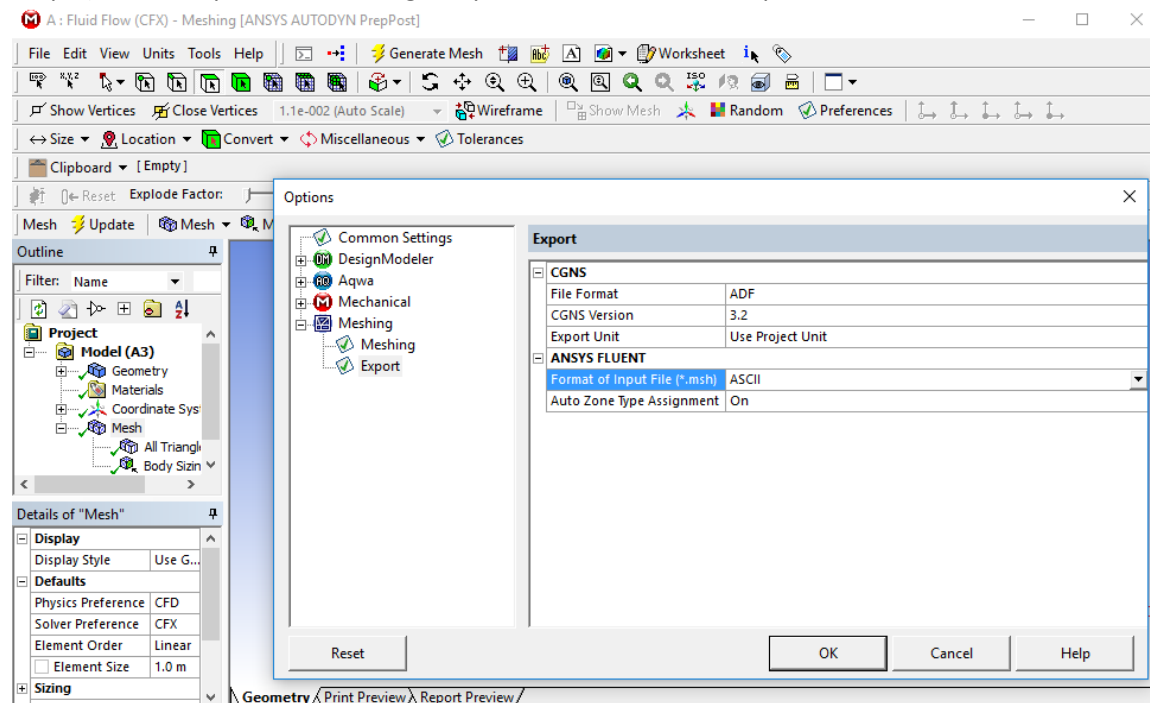 A : Fluid Flow (CFX) - Meshing [ANSYS AUTODYN PrepPost]
File Edit View Units Tools Help Generate Mesh A Worksheet
ISO
Show Vertices Close Vertices 1.1e-002 (Auto Scale) Wireframe Show Mesh Random Preferences
Size Location Convert Miscellaneous Tolerances
Clipboard [ Empty ]
Reset Explode Factor:
Mesh Update Mesh M
Outline
Filter: Name
Project
Model (A3)
Geometry
Materials
Coordinate Sys
Mesh
All Triangl
Body Sizin
Details of "Mesh"
Display
Display Style Use G...
Defaults
Physics Preference CFD
Solver Preference CFX
Element Order Linear
Element Size 1.0 m
Sizing
Options
Common Settings
DM DesignModeler
AQ Aqwa
Mechanical
Meshing
Meshing
Export
Export
CGNS
File Format ADF
CGNS Version 3.2
Export Unit Use Project Unit
ANSYS FLUENT
Format of Input File (*.msh) ASCII
Auto Zone Type Assignment On
Reset OK Cancel Help
Geometry Print Preview Report Preview